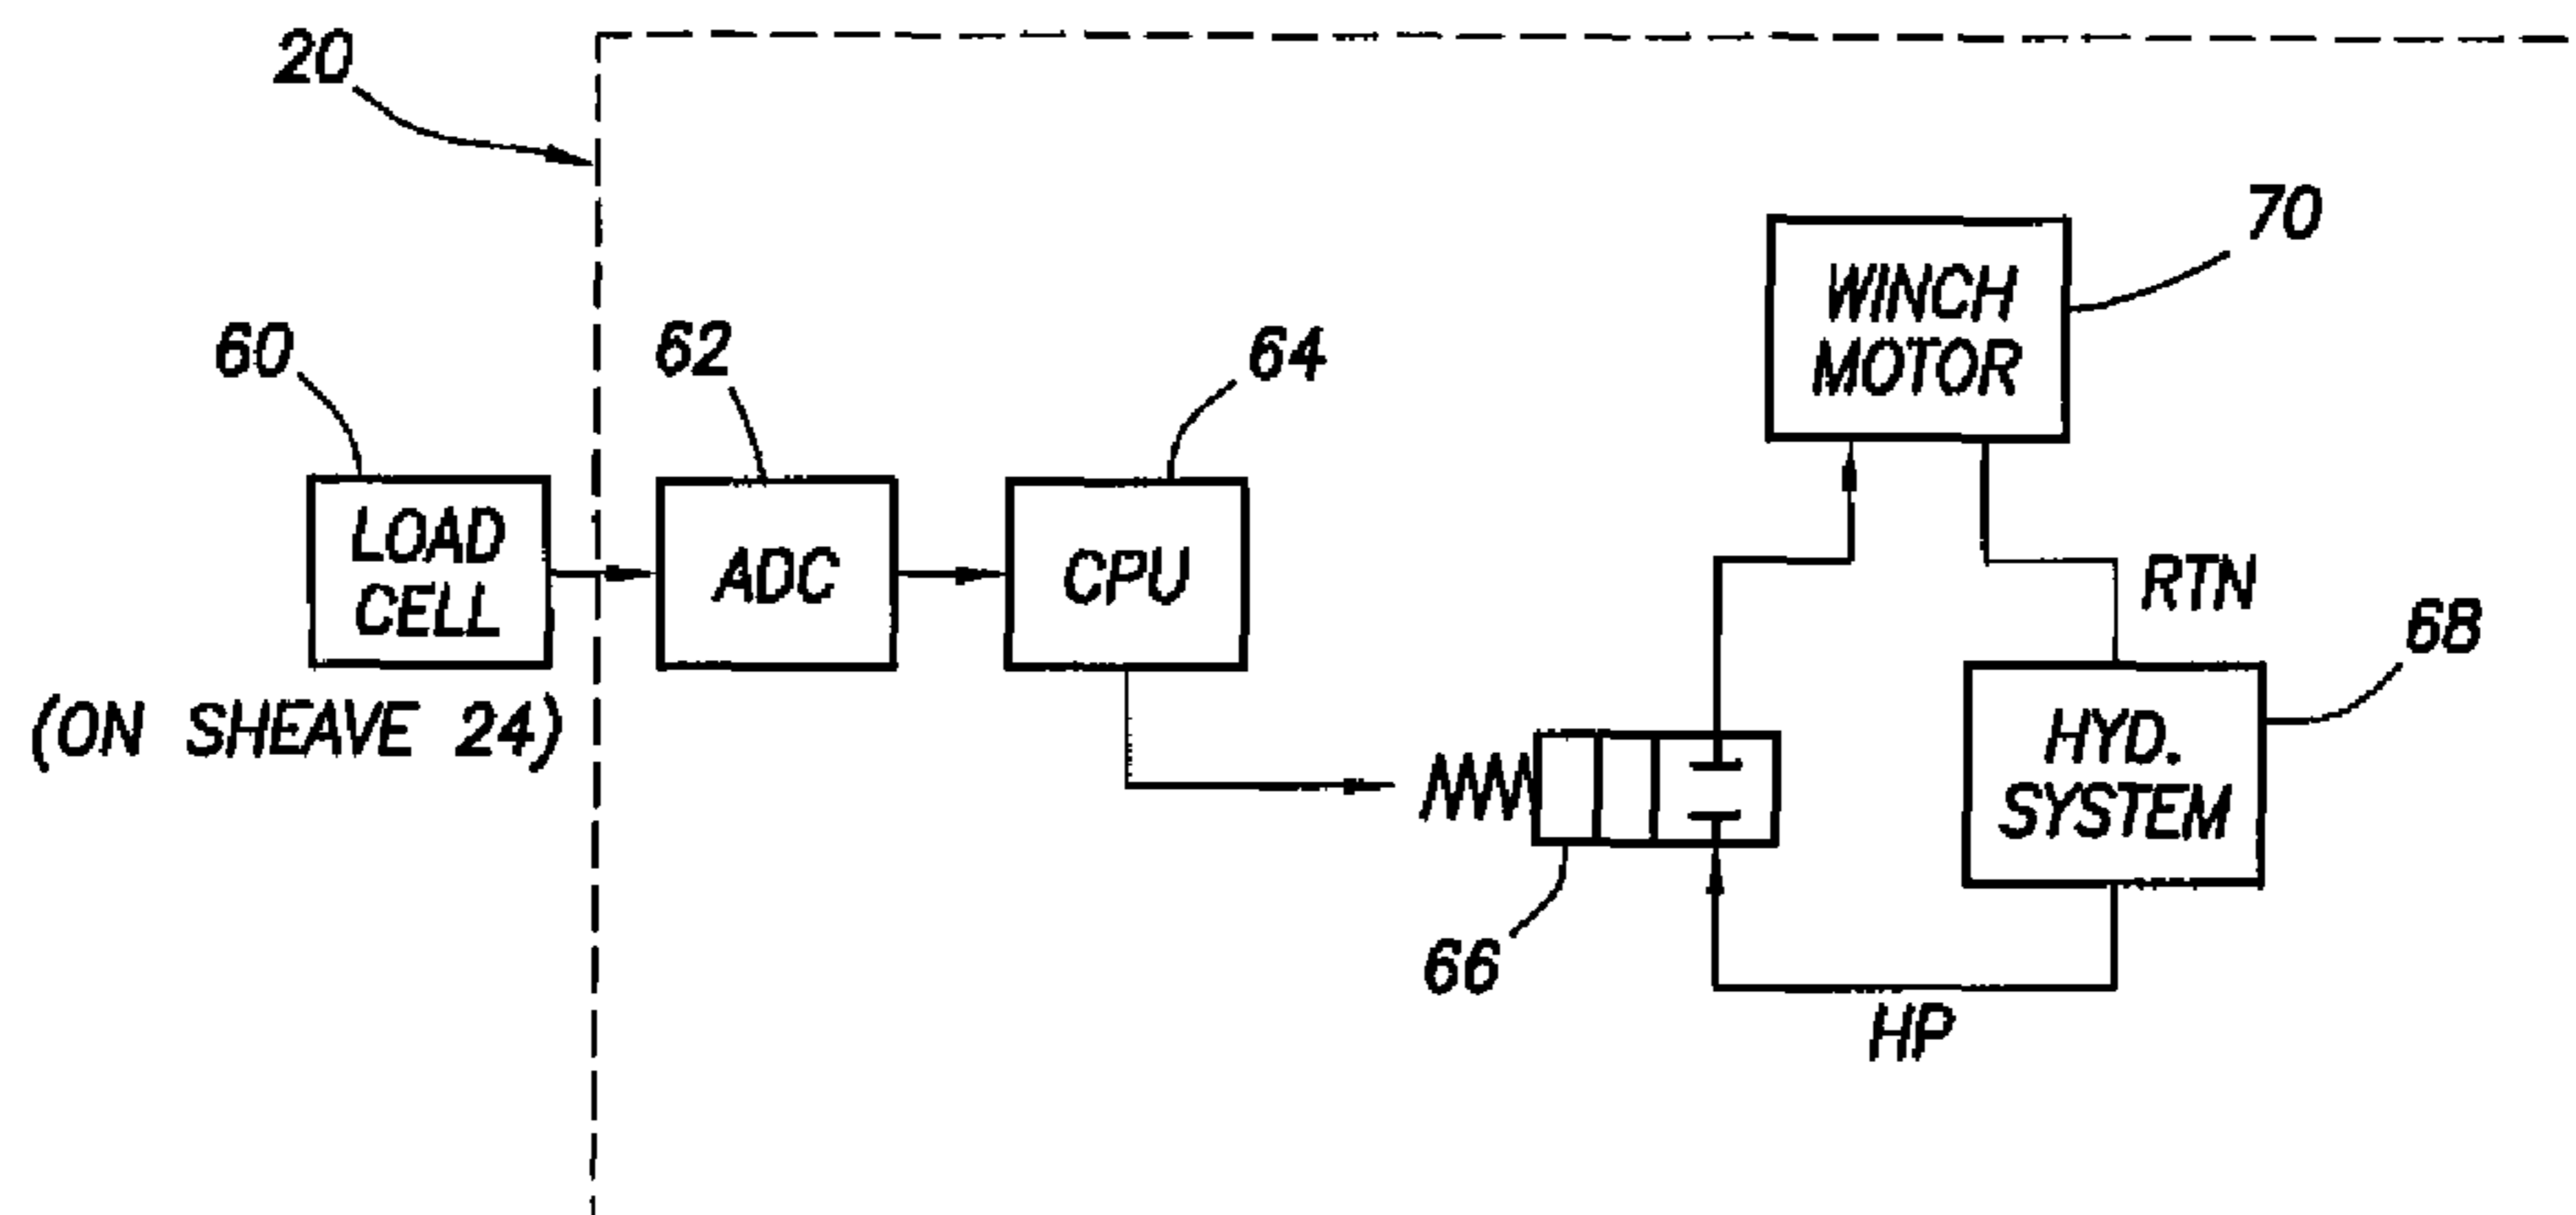 20
70
WINCH
MOTOR
60
62
64
LOAD
CELL
ADC
CPU
RTN
68
(ON SHEAVE 24)
HYD.
SYSTEM
66
HP